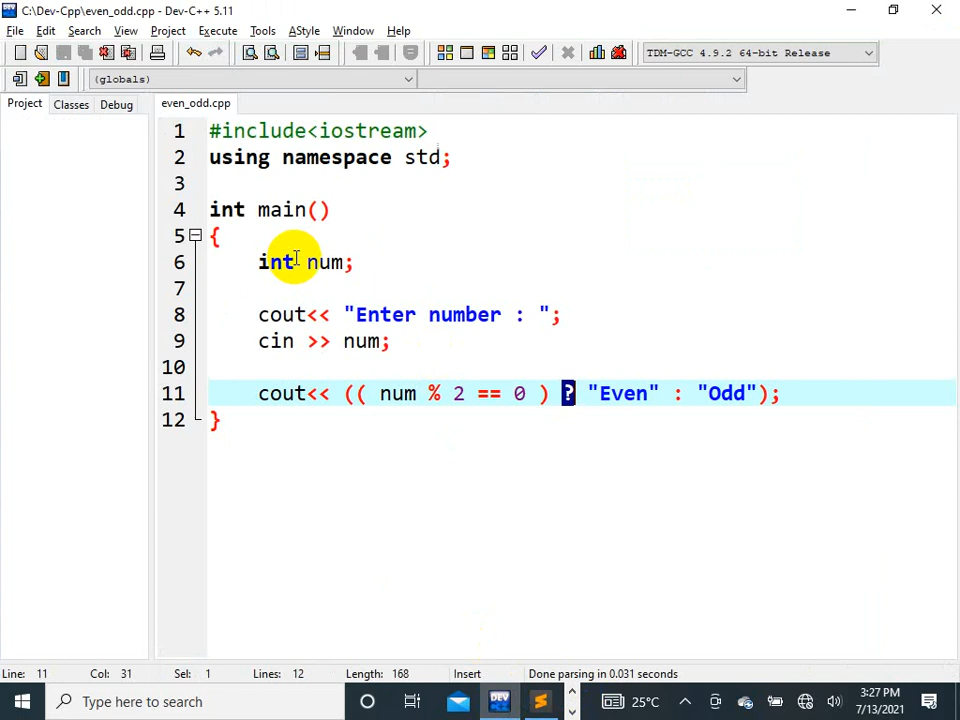 C:\Dev-Cpp\even_odd.cpp - Dev-C++ 5.11
File Edit Search View Project Execute Tools AStyle Window Help
TDM-GCC 4.9.2 64-bit Release
(globals)
Project Classes Debug even_odd.cpp
1 #include<iostream>
2 using namespace std;
3
4 int main()
5 {
6 int num;
7
8 cout<< "Enter number : ";
9 cin >> num;
10
11 cout<< (( num % 2 == 0 ) ? "Even" : "Odd");
12 }
Line: 11 Col: 31 Sel: 1 Lines: 12 Length: 168 Insert Done parsing in 0.031 seconds
Type here to search DEV 25°C 3:27 PM
7/13/2021